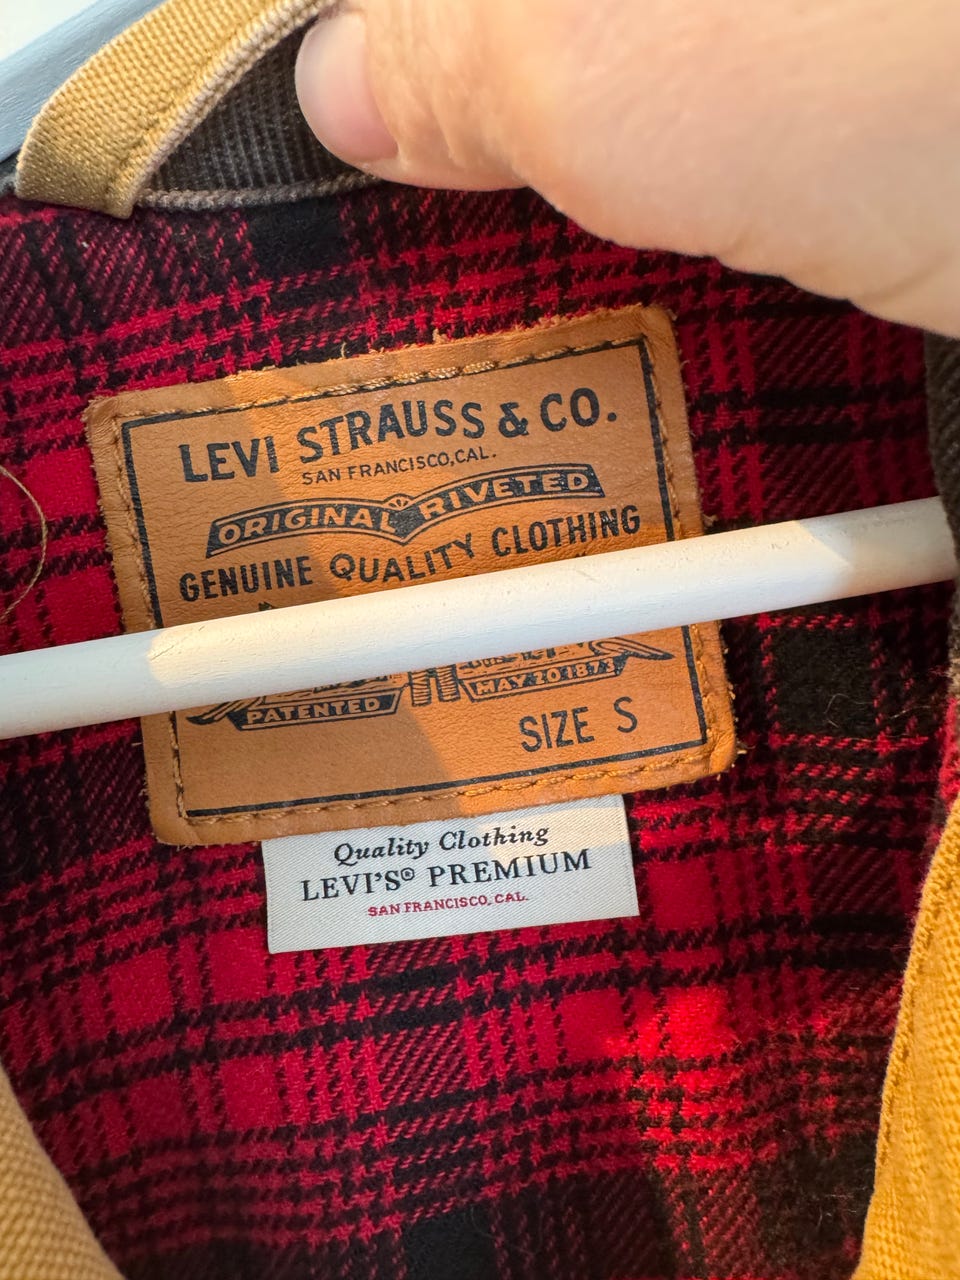 LEVI STRAUSS & CO.
SAN FRANCISCO, CAL.
ORIGINAL RIVETED
GENUINE QUALITY CLOTHING
PATENTED MAY 20 1873
SIZE S
Quality Clothing
LEVI'S® PREMIUM
SAN FRANCISCO, CAL.